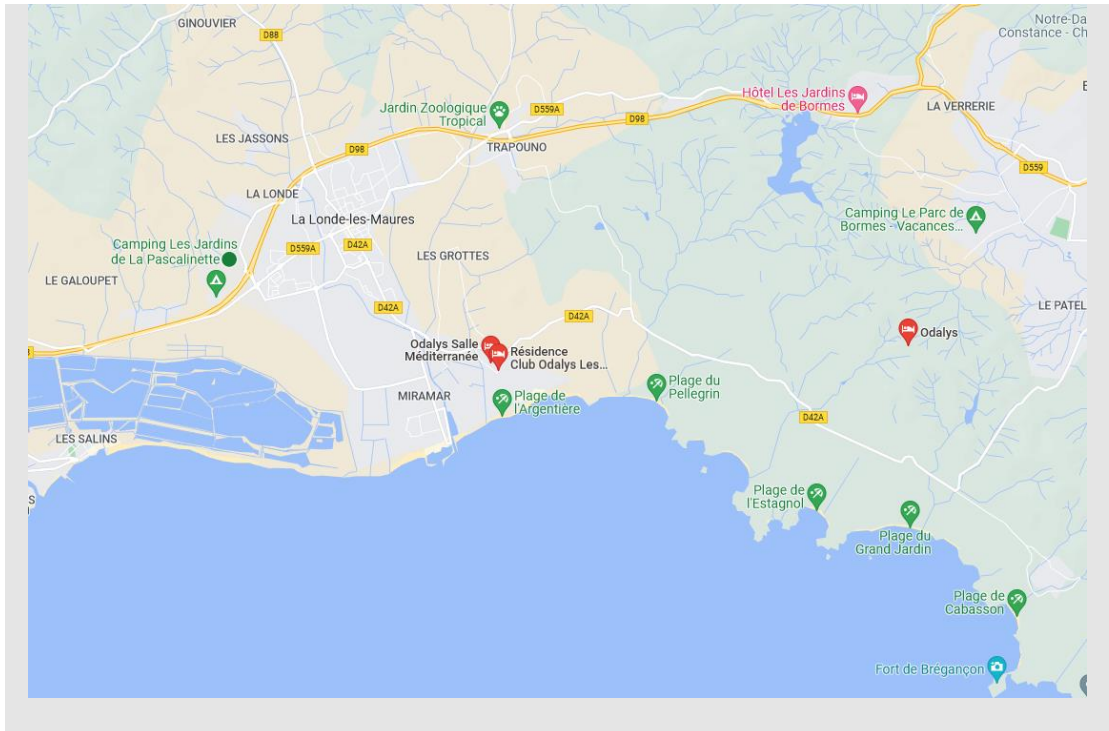 GINOUVIER
D88
Notre-Da
Constance - Ch
Jardin Zoologique
Tropical
D559A
Hôtel Les Jardins
de Bormes
LA VERRERIE
D98
LES JASSONS
D98
TRAPOUNO
D559
LA LONDE
La Londe-les-Maures
Camping Le Parc de
Bormes - Vacances...
Camping Les Jardins
de La Pascalinette
D559A
D42A
LES GROTTES
LE GALOUPET
D42A
D42A
LE PATEL
Odalys
Odalys Salle
Méditerranée
Résidence
Club Odalys Les...
MIRAMAR
Plage de
l'Argentière
Plage du
Pellegrin
D42A
LES SALINS
S
Plage de
l'Estagnol
Plage du
Grand Jardin
Plage de
Cabasson
Fort de Brégançon